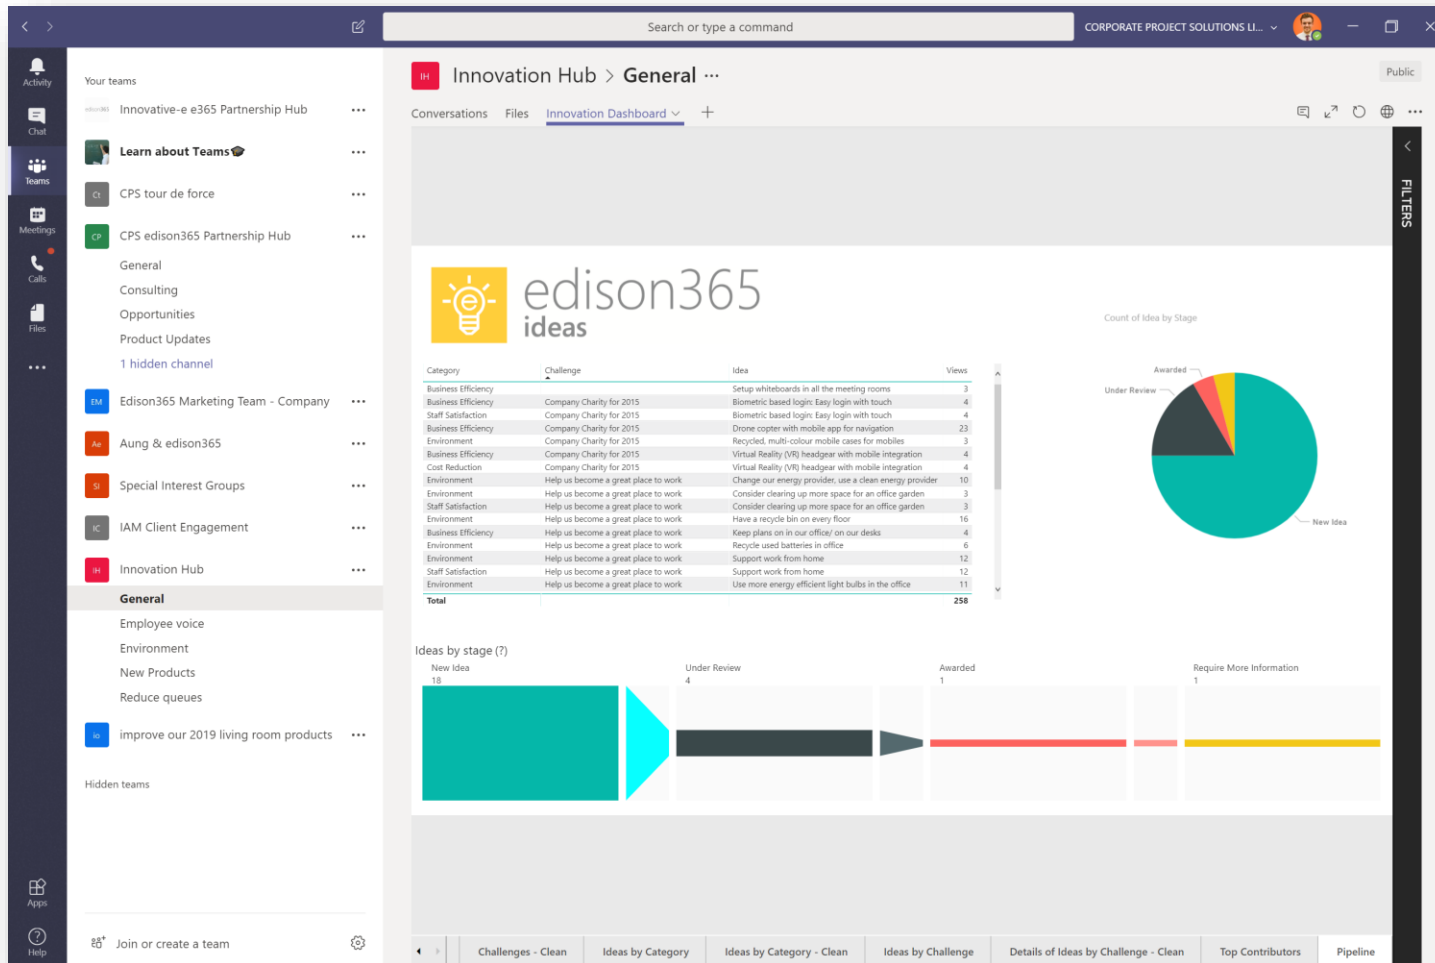 Search or type a command
CORPORATE PROJECT SOLUTIONS LI...
Activity
Chat
Teams
Meetings
Calls
Files
Apps
Help
Your teams
edison365 Innovative-e e365 Partnership Hub
Learn about Teams
Ct CPS tour de force
CP CPS edison365 Partnership Hub
General
Consulting
Opportunities
Product Updates
1 hidden channel
EM Edison365 Marketing Team - Company
Ae Aung & edison365
SI Special Interest Groups
IC IAM Client Engagement
IH Innovation Hub
General
Employee voice
Environment
New Products
Reduce queues
io improve our 2019 living room products
Hidden teams
Join or create a team
IH Innovation Hub > General ...
Public
Conversations Files Innovation Dashboard
FILTERS
e edison365
ideas
Category Challenge Idea Views
Business Efficiency Setup whiteboards in all the meeting rooms 3
Business Efficiency Company Charity for 2015 Biometric based login: Easy login with touch 4
Staff Satisfaction Company Charity for 2015 Biometric based login: Easy login with touch 4
Business Efficiency Company Charity for 2015 Drone copter with mobile app for navigation 23
Environment Company Charity for 2015 Recycled, multi-colour mobile cases for mobiles 3
Business Efficiency Company Charity for 2015 Virtual Reality (VR) headgear with mobile integration 4
Cost Reduction Company Charity for 2015 Virtual Reality (VR) headgear with mobile integration 4
Environment Help us become a great place to work Change our energy provider, use a clean energy provider 10
Environment Help us become a great place to work Consider clearing up more space for an office garden 3
Staff Satisfaction Help us become a great place to work Consider clearing up more space for an office garden 3
Environment Help us become a great place to work Have a recycle bin on every floor 16
Business Efficiency Help us become a great place to work Keep plans on in our office/ on our desks 4
Environment Help us become a great place to work Recycle used batteries in office 6
Environment Help us become a great place to work Support work from home 12
Staff Satisfaction Help us become a great place to work Support work from home 12
Environment Help us become a great place to work Use more energy efficient light bulbs in the office 11
Total 258
Count of Idea by Stage
Awarded
Under Review
New Idea
Ideas by stage (?)
New Idea Under Review Awarded Require More Information
18 4 1 1
Challenges - Clean Ideas by Category Ideas by Category - Clean Ideas by Challenge Details of Ideas by Challenge - Clean Top Contributors Pipeline